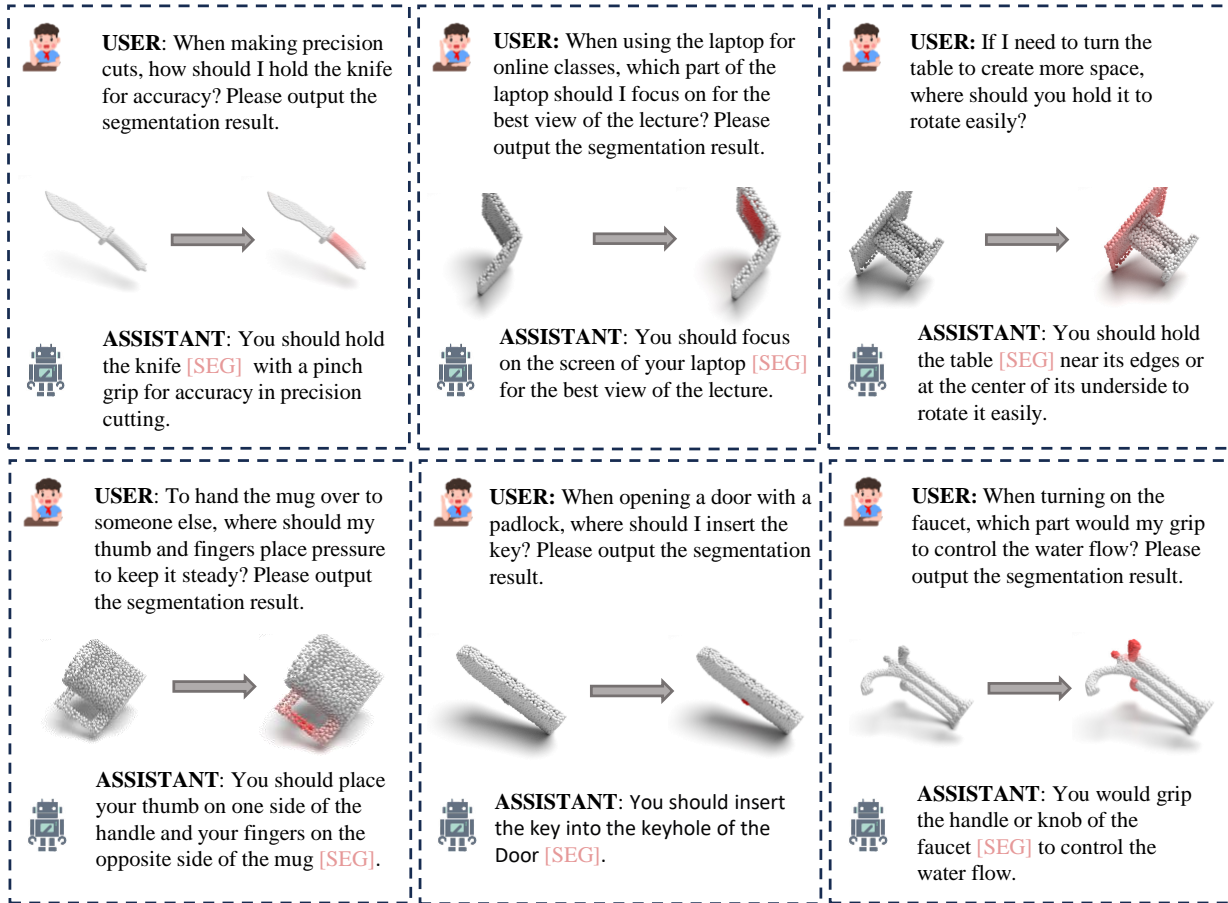 USER: When making precision
cuts, how should I hold the knife
for accuracy? Please output the
segmentation result.
ASSISTANT: You should hold
the knife [SEG] with a pinch
grip for accuracy in precision
cutting.
USER: When using the laptop for
online classes, which part of the
laptop should I focus on for the
best view of the lecture? Please
output the segmentation result.
ASSISTANT: You should focus
on the screen of your laptop [SEG]
for the best view of the lecture.
USER: If I need to turn the
table to create more space,
where should you hold it to
rotate easily?
ASSISTANT: You should hold
the table [SEG] near its edges or
at the center of its underside to
rotate it easily.
USER: To hand the mug over to
someone else, where should my
thumb and fingers place pressure
to keep it steady? Please output
the segmentation result.
ASSISTANT: You should place
your thumb on one side of the
handle and your fingers on the
opposite side of the mug [SEG].
USER: When opening a door with a
padlock, where should I insert the
key? Please output the segmentation
result.
ASSISTANT: You should insert
the key into the keyhole of the
Door [SEG].
USER: When turning on the
faucet, which part would my grip
to control the water flow? Please
output the segmentation result.
ASSISTANT: You would grip
the handle or knob of the
faucet [SEG] to control the
water flow.